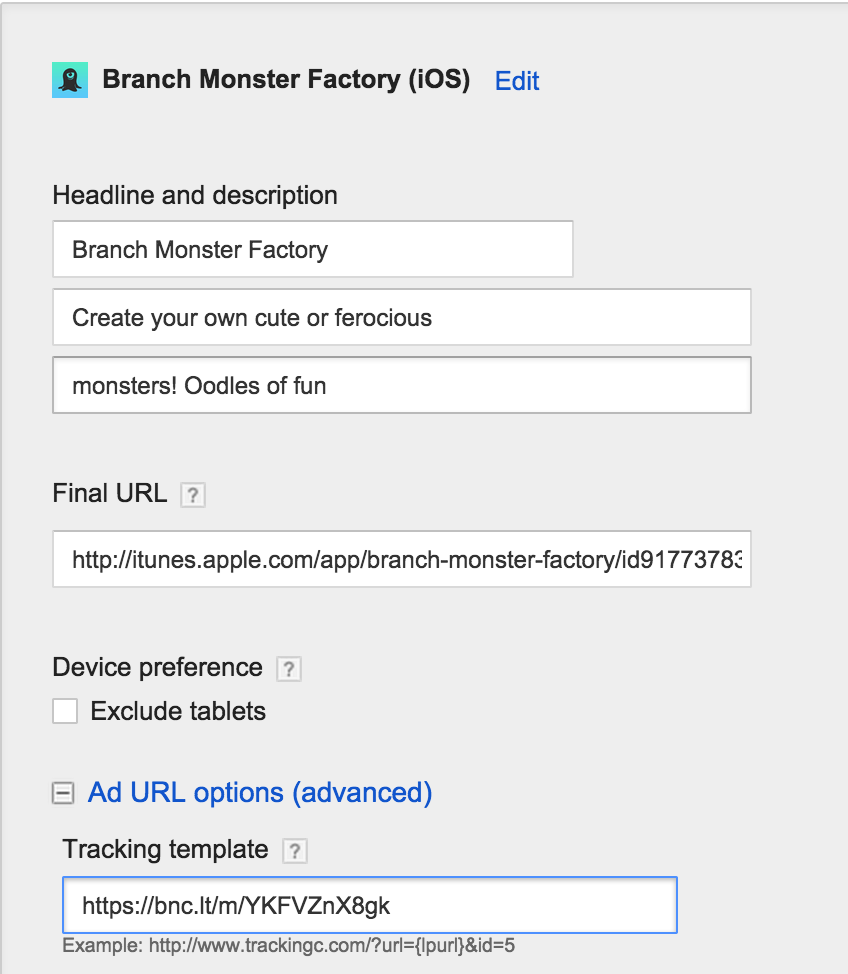 Branch Monster Factory (iOS) Edit
Headline and description
Branch Monster Factory
Create your own cute or ferocious
monsters! Oodles of fun
Final URL ?
http://itunes.apple.com/app/branch-monster-factory/id91773783
Device preference ?
Exclude tablets
Ad URL options (advanced)
Tracking template ?
https://bnc.lt/m/YKFVZnX8gk
Example: http://www.trackingc.com/?url={lpurl}&id=5